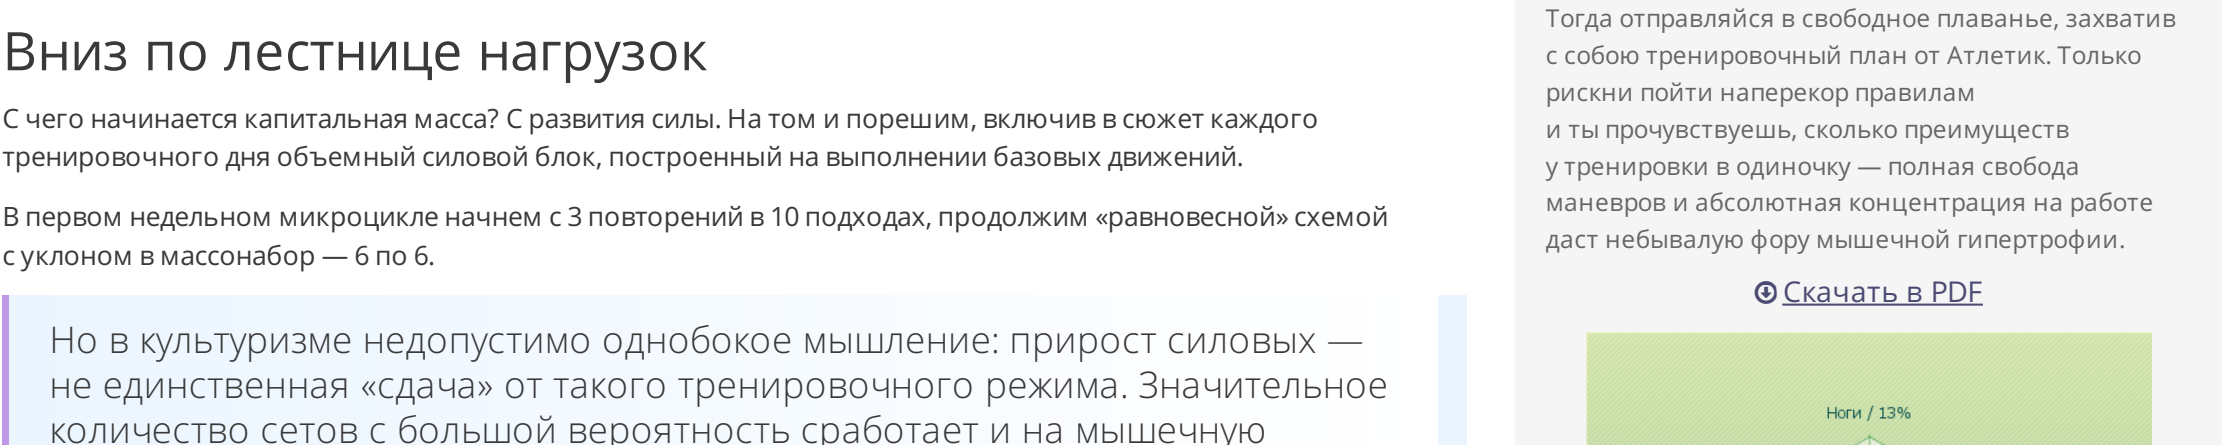 Вниз по лестнице нагрузок
С чего начинается капитальная масса? С развития силы. На том и порешим, включив в сюжет каждого
тренировочного дня объемный силовой блок, построенный на выполнении базовых движений.
В первом недельном микроцикле начнем с 3 повторений в 10 подходах, продолжим «равновесной» схемой
с уклоном в массонабор — 6 по 6.
Но в культуризме недопустимо однобокое мышление: прирост силовых —
не единственная «сдача» от такого тренировочного режима. Значительное
количество сетов с большой вероятность сработает и на мышечную
Тогда отправляйся в свободное плаванье, захватив
с собою тренировочный план от Атлетик. Только
рискни пойти наперекор правилам
и ты прочувствуешь, сколько преимуществ
у тренировки в одиночку — полная свобода
маневров и абсолютная концентрация на работе
даст небывалую фору мышечной гипертрофии.
Скачать в PDF
Ноги / 13%